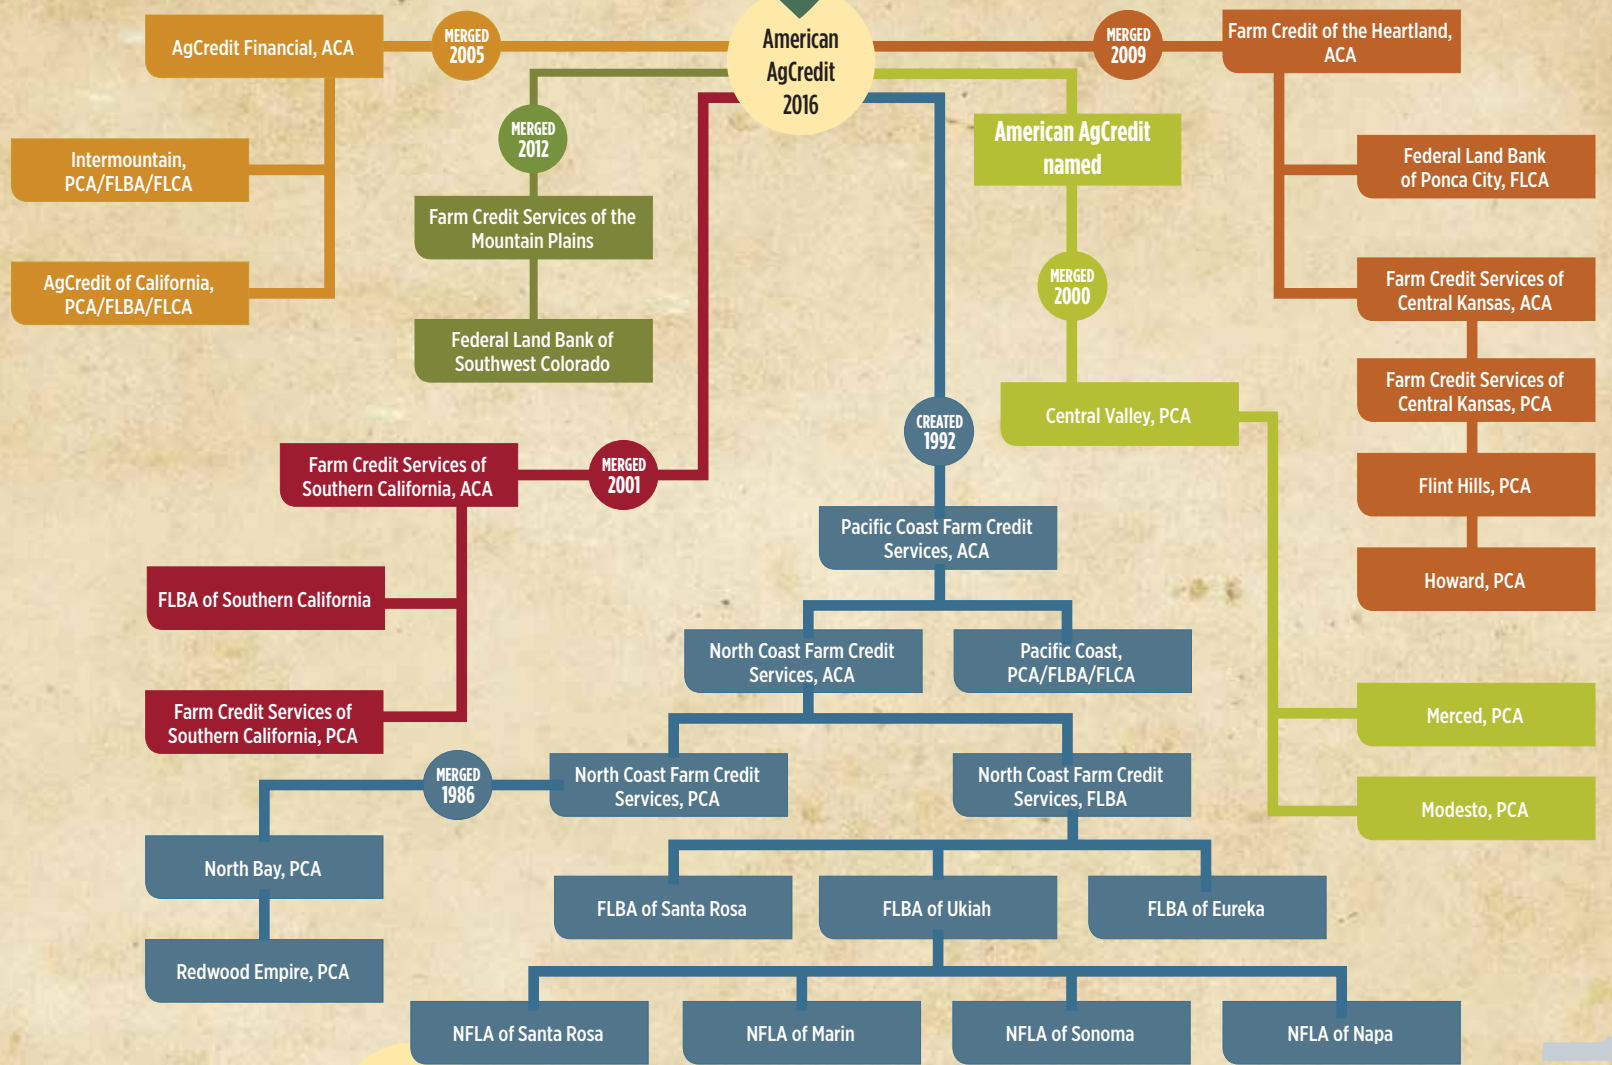 AgCredit Financial, ACA
MERGED
2005
American
AgCredit
2016
MERGED
2009
Farm Credit of the Heartland,
ACA
Intermountain,
PCA/FLBA/FLCA
MERGED
2012
American AgCredit
named
Federal Land Bank
of Ponca City, FLCA
Farm Credit Services of the
Mountain Plains
AgCredit of California,
PCA/FLBA/FLCA
MERGED
2000
Farm Credit Services of
Central Kansas, ACA
Federal Land Bank of
Southwest Colorado
Farm Credit Services of
Central Kansas, PCA
CREATED
1992
Central Valley, PCA
Farm Credit Services of
Southern California, ACA
MERGED
2001
Flint Hills, PCA
Pacific Coast Farm Credit
Services, ACA
Howard, PCA
FLBA of Southern California
North Coast Farm Credit
Services, ACA
Pacific Coast,
PCA/FLBA/FLCA
Farm Credit Services of
Southern California, PCA
Merced, PCA
MERGED
1986
North Coast Farm Credit
Services, PCA
North Coast Farm Credit
Services, FLBA
Modesto, PCA
North Bay, PCA
FLBA of Santa Rosa
FLBA of Ukiah
FLBA of Eureka
Redwood Empire, PCA
NFLA of Santa Rosa
NFLA of Marin
NFLA of Sonoma
NFLA of Napa